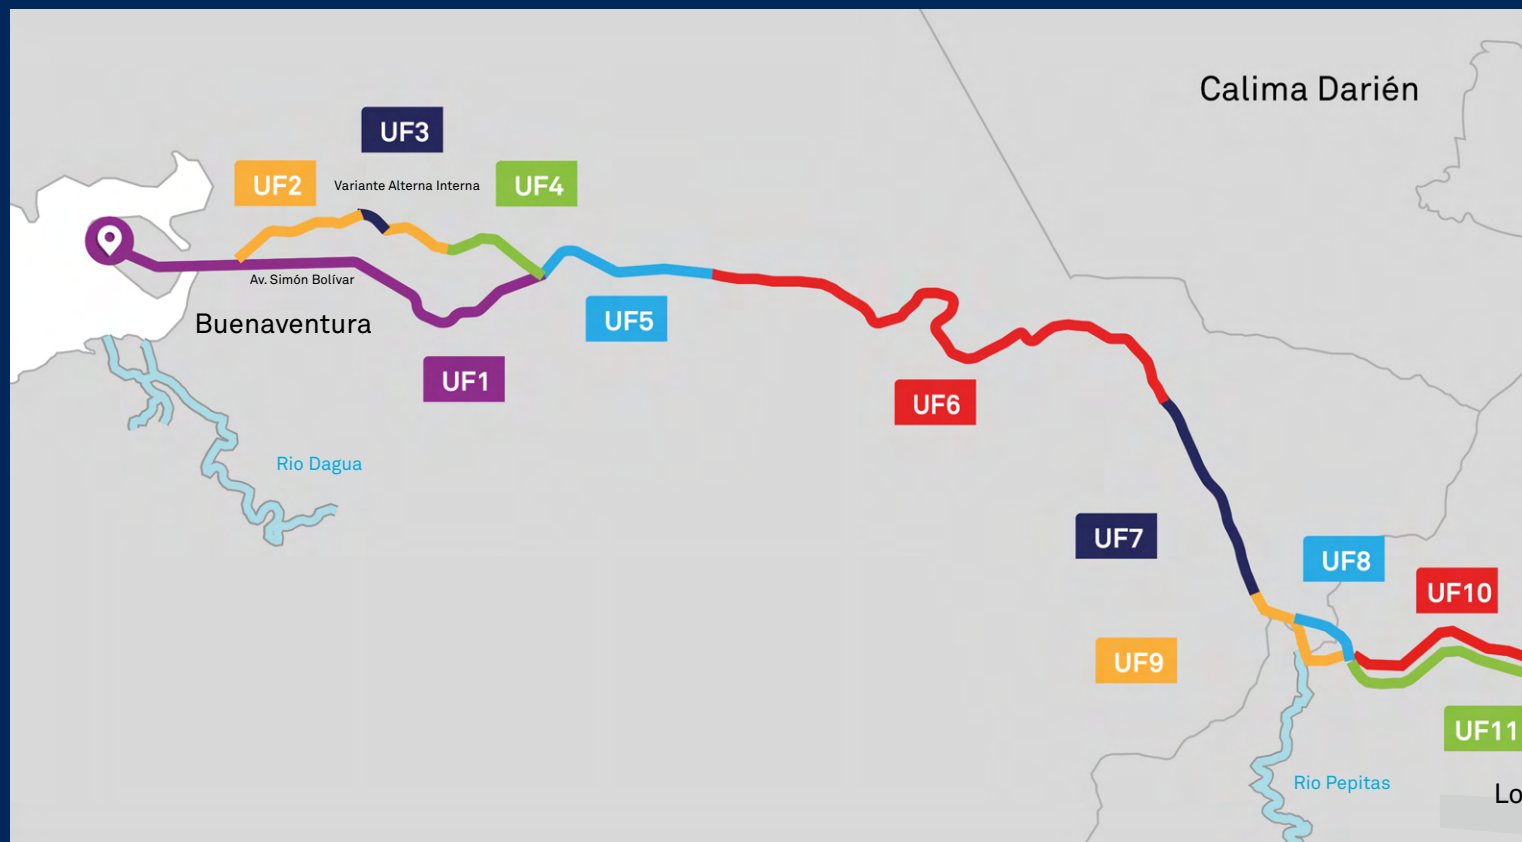 Calima Darién
UF3
UF2
Variante Alterna Interna
UF4
Av. Simón Bolívar
Buenaventura
UF5
UF1
UF6
Rio Dagua
UF7
UF8
UF10
UF9
UF11
Rio Pepitas
Lo